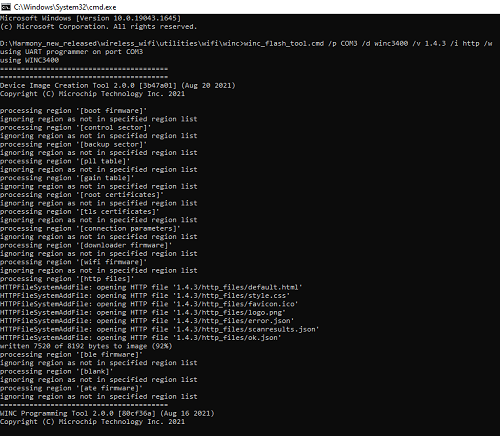 C:\Windows\System32\cmd.exe
Microsoft Windows [Version 10.0.19043.1645]
(c) Microsoft Corporation. All rights reserved.
D:\Harmony_new_released\wireless_wifi\utilities\wifi\winc>winc_flash_tool.cmd /p COM3 /d winc3400 /v 1.4.3 /i http /w
using UART programmer on port COM3
using WINC3400
========================================
========================================
Device Image Creation Tool 2.0.0 [3b47a01] (Aug 20 2021)
Copyright (C) Microchip Technology Inc. 2021
processing region '[boot firmware]'
ignoring region as not in specified region list
processing region '[control sector]'
ignoring region as not in specified region list
processing region '[backup sector]'
ignoring region as not in specified region list
processing region '[pll table]'
ignoring region as not in specified region list
processing region '[gain table]'
ignoring region as not in specified region list
processing region '[root certificates]'
ignoring region as not in specified region list
processing region '[tls certificates]'
ignoring region as not in specified region list
processing region '[connection parameters]'
ignoring region as not in specified region list
processing region '[downloader firmware]'
ignoring region as not in specified region list
processing region '[wifi firmware]'
ignoring region as not in specified region list
processing region '[http files]'
HTTPFileSystemAddFile: opening HTTP file '1.4.3/http_files/default.html'
HTTPFileSystemAddFile: opening HTTP file '1.4.3/http_files/style.css'
HTTPFileSystemAddFile: opening HTTP file '1.4.3/http_files/favicon.ico'
HTTPFileSystemAddFile: opening HTTP file '1.4.3/http_files/logo.png'
HTTPFileSystemAddFile: opening HTTP file '1.4.3/http_files/error.json'
HTTPFileSystemAddFile: opening HTTP file '1.4.3/http_files/scanresults.json'
HTTPFileSystemAddFile: opening HTTP file '1.4.3/http_files/ok.json'
written 7520 of 8192 bytes to image (92%)
processing region '[ble firmware]'
ignoring region as not in specified region list
processing region '[blank]'
ignoring region as not in specified region list
processing region '[ate firmware]'
ignoring region as not in specified region list
========================================
WINC Programming Tool 2.0.0 [80cf36a] (Aug 16 2021)
Copyright (C) Microchip Technology Inc. 2021